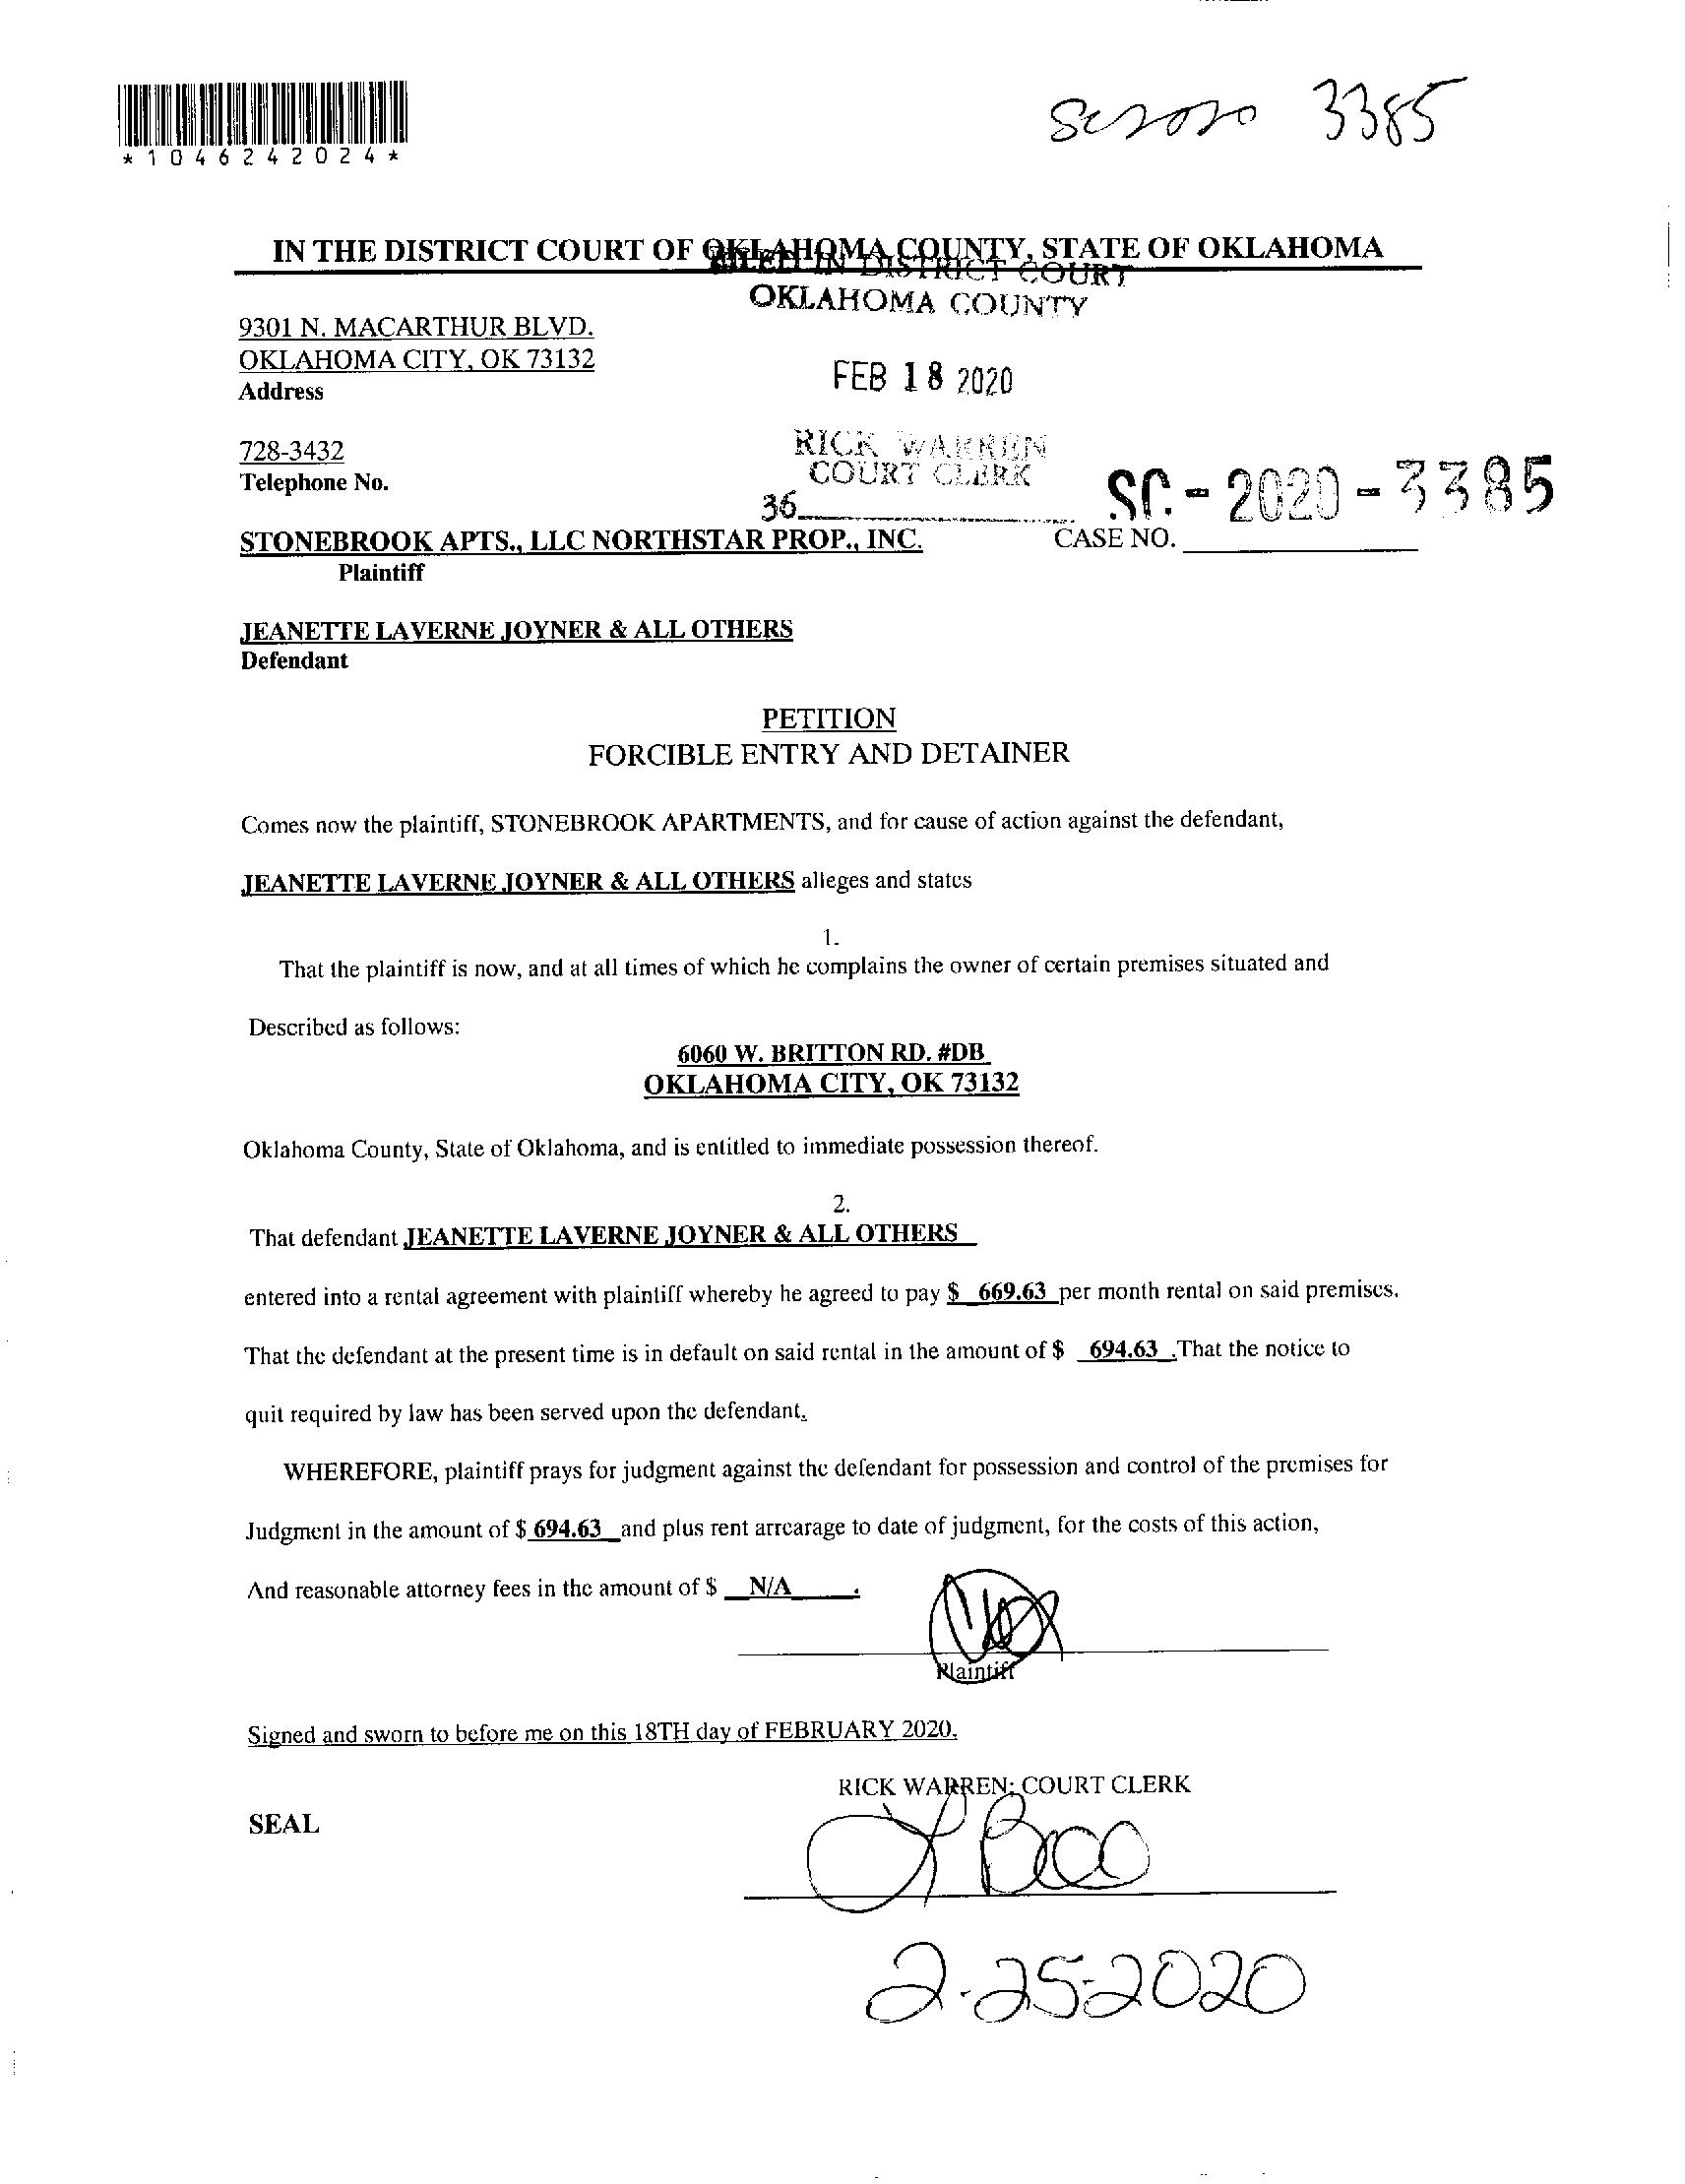 *1046242024*
SC2020 3385
IN THE DISTRICT COURT OF OKLAHOMA COUNTY, STATE OF OKLAHOMA
FILED IN DISTRICT COURT
OKLAHOMA COUNTY
9301 N. MACARTHUR BLVD.
OKLAHOMA CITY, OK 73132
Address
FEB 18 2020
728-3432
Telephone No.
RICK WARREN
COURT CLERK
36
SC - 2020 - 3385
STONEBROOK APTS., LLC NORTHSTAR PROP., INC. CASE NO.
Plaintiff
JEANETTE LAVERNE JOYNER & ALL OTHERS
Defendant
PETITION
FORCIBLE ENTRY AND DETAINER
Comes now the plaintiff, STONEBROOK APARTMENTS, and for cause of action against the defendant,
JEANETTE LAVERNE JOYNER & ALL OTHERS alleges and states
1.
That the plaintiff is now, and at all times of which he complains the owner of certain premises situated and
Described as follows:
6060 W. BRITTON RD. #DB
OKLAHOMA CITY, OK 73132
Oklahoma County, State of Oklahoma, and is entitled to immediate possession thereof.
2.
That defendant JEANETTE LAVERNE JOYNER & ALL OTHERS
entered into a rental agreement with plaintiff whereby he agreed to pay $ 669.63 per month rental on said premises.
That the defendant at the present time is in default on said rental in the amount of $ 694.63 .That the notice to
quit required by law has been served upon the defendant.
WHEREFORE, plaintiff prays for judgment against the defendant for possession and control of the premises for
Judgment in the amount of $ 694.63 and plus rent arrearage to date of judgment, for the costs of this action,
And reasonable attorney fees in the amount of $ N/A .
Plaintiff
Signed and sworn to before me on this 18TH day of FEBRUARY 2020.
RICK WARREN; COURT CLERK
SEAL
2-25-2020